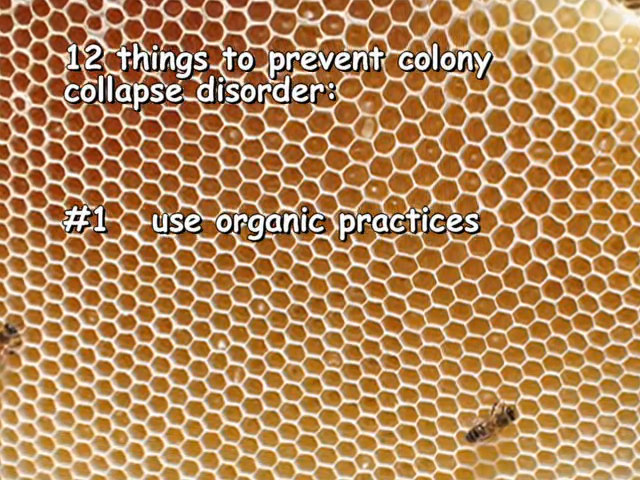 12 things to prevent colony
collapse disorder:
#1 use organic practices